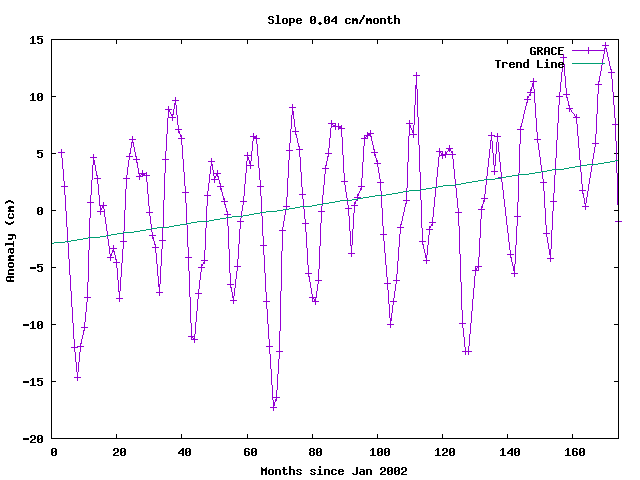 Slope 0.04 cm/month
15
GRACE
Trend Line
10
5
0
Anomaly (cm)
-5
-10
-15
-20
0 20 40 60 80 100 120 140 160
Months since Jan 2002